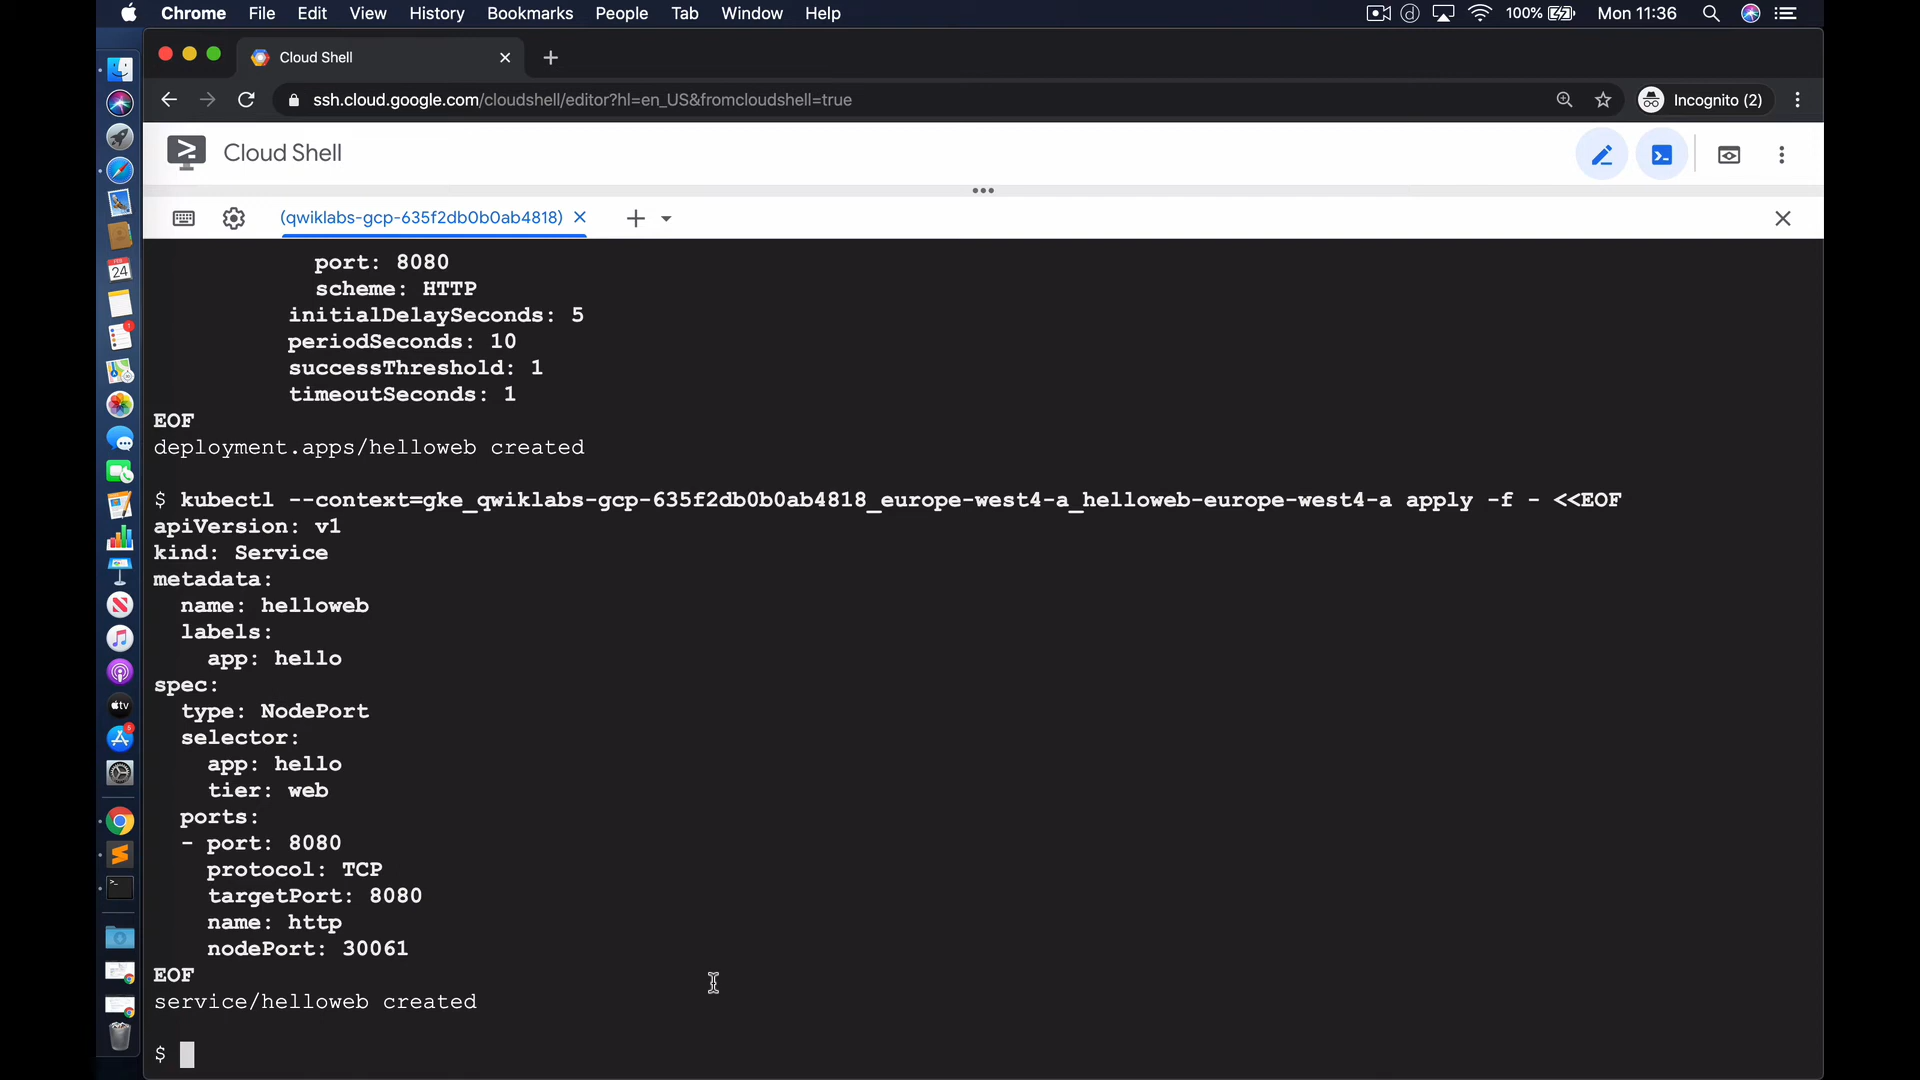 Chrome File Edit View History Bookmarks People Tab Window Help 100% Mon 11:36
Cloud Shell
ssh.cloud.google.com/cloudshell/editor?hl=en_US&fromcloudshell=true Incognito (2)
Cloud Shell
(qwiklabs-gcp-635f2db0b0ab4818)
port: 8080
scheme: HTTP
initialDelaySeconds: 5
periodSeconds: 10
successThreshold: 1
timeoutSeconds: 1
EOF
deployment.apps/helloweb created
$ kubectl --context=gke_qwiklabs-gcp-635f2db0b0ab4818_europe-west4-a_helloweb-europe-west4-a apply -f - <<EOF
apiVersion: v1
kind: Service
metadata:
name: helloweb
labels:
app: hello
spec:
type: NodePort
selector:
app: hello
tier: web
ports:
- port: 8080
protocol: TCP
targetPort: 8080
name: http
nodePort: 30061
EOF
service/helloweb created
$
24
tv